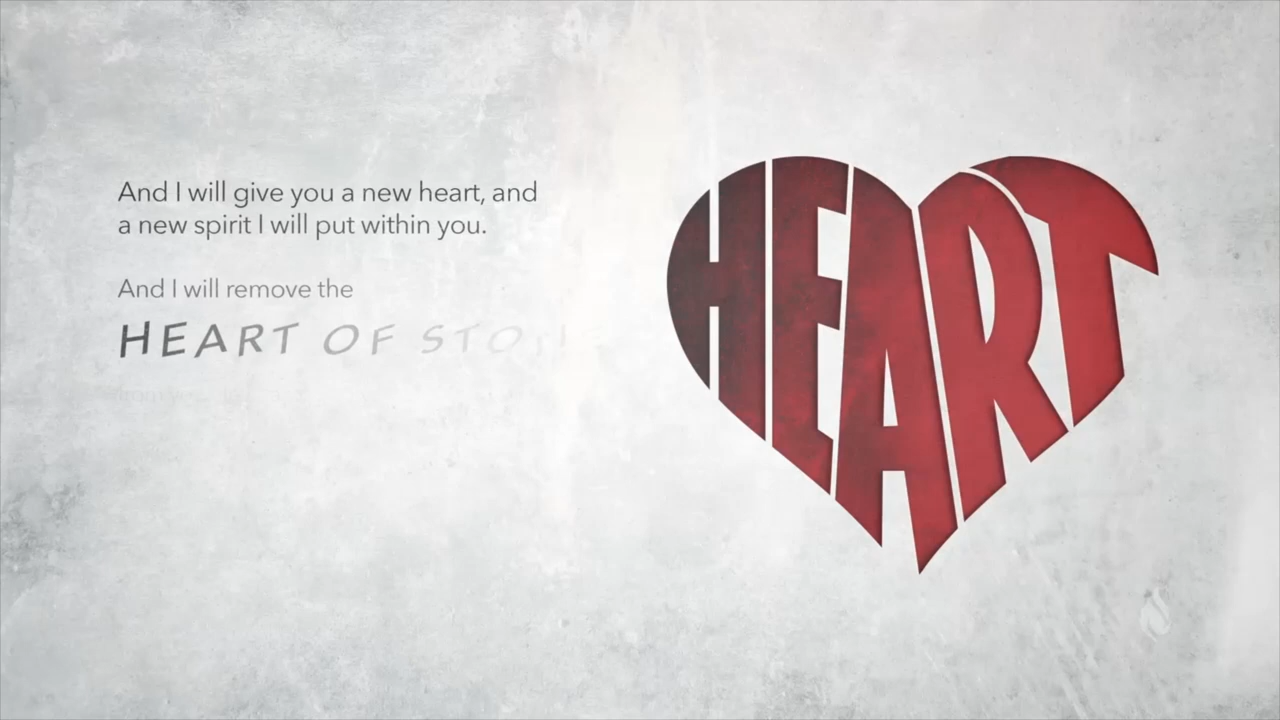 And I will give you a new heart, and
a new spirit I will put within you.
And I will remove the
HEART OF
HEART